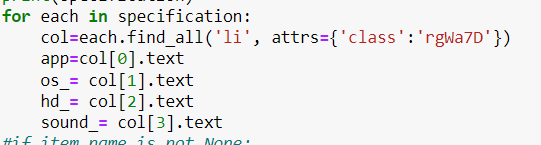 for each in specification:
    col=each.find_all('li', attrs={'class':'rgWa7D'})
    app=col[0].text
    os_= col[1].text
    hd_= col[2].text
    sound_= col[3].text
#if item_name is not None: